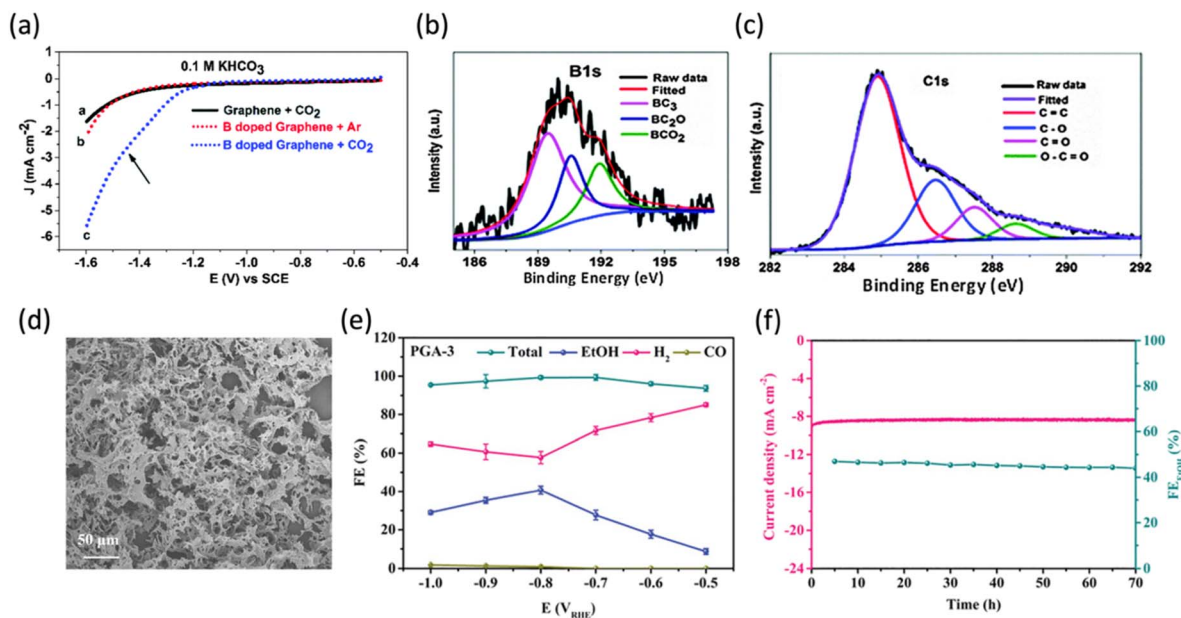 (a)
0.1 M KHCO3
J (mA cm-2)
1
0
-1
-2
-3
-4
-5
-6
a
b
c
Graphene + CO2
B doped Graphene + Ar
B doped Graphene + CO2
-1.6 -1.4 -1.2 -1.0 -0.8 -0.6 -0.4
E (V) vs SCE
(b)
B1s
Intensity (a.u.)
Raw data
Fitted
BC3
BC2O
BCO2
186 189 192 195 198
Binding Energy (eV)
(c)
C1s
Intensity (a.u.)
Raw data
Fitted
C = C
C - O
C = O
O - C = O
282 284 286 288 290 292
Binding Energy (eV)
(d)
50 μm
(e)
PGA-3 Total EtOH H2 CO
FE (%)
120
100
80
60
40
20
0
-1.0 -0.9 -0.8 -0.7 -0.6 -0.5
E (VRHE)
(f)
Current density (mA cm-2)
0
-4
-8
-12
-16
-20
-24
100
80
60
40
20
0
FEEtOH (%)
0 10 20 30 40 50 60 70
Time (h)